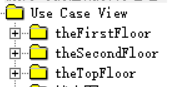 Use Case View
theFirstFloor
theSecondFloor
theTopFloor